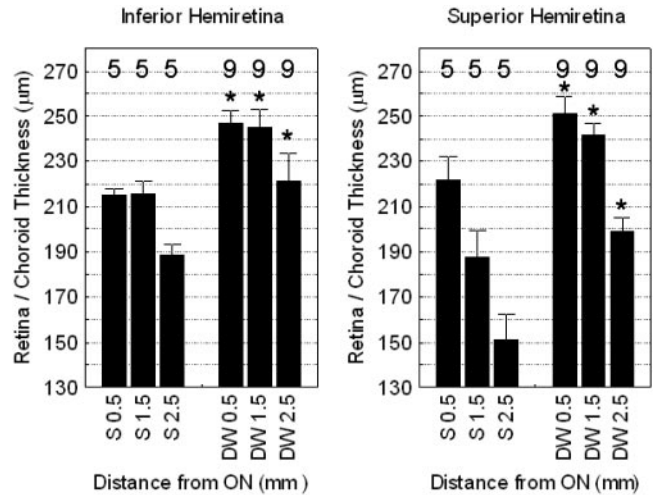 Inferior Hemiretina
Retina / Choroid Thickness (μm)
270
250
230
210
190
170
150
130
5 5 5 9 9 9
* * *
S 0.5
S 1.5
S 2.5
DW 0.5
DW 1.5
DW 2.5
Distance from ON (mm)
Superior Hemiretina
Retina / Choroid Thickness (μm)
270
250
230
210
190
170
150
130
5 5 5 9 9 9
* * *
S 0.5
S 1.5
S 2.5
DW 0.5
DW 1.5
DW 2.5
Distance from ON (mm)